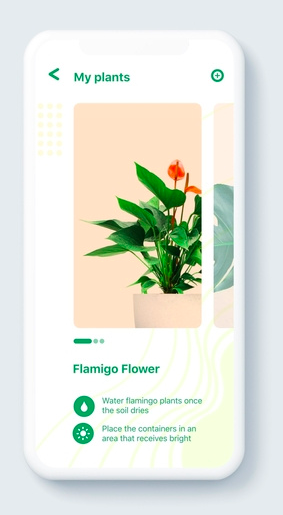 My plants
Flamigo Flower
Water flamingo plants once
the soil dries
Place the containers in an
area that receives bright